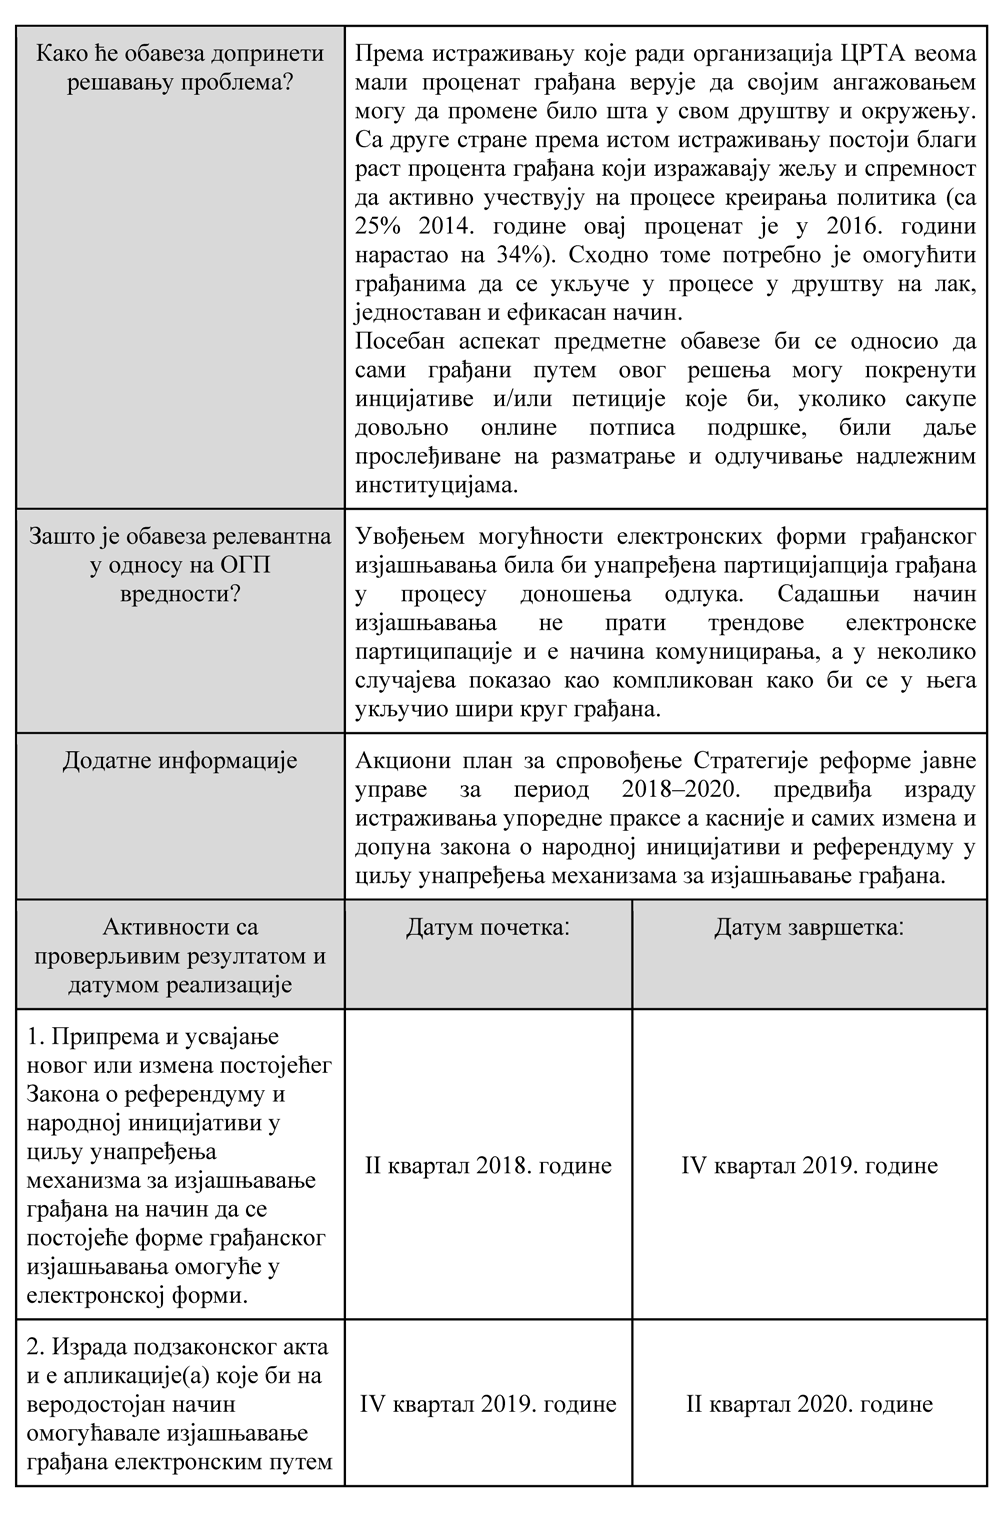 Како ће обавеза допринети
решавању проблема?
Према истраживању које ради организација ЦРТА веома
мали проценат грађана верује да својим ангажовањем
могу да промене било шта у свом друштву и окружењу.
Са друге стране према истом истраживању постоји благи
раст процента грађана који изражавају жељу и спремност
да активно учествују на процесе креирања политика (са
25% 2014. године овај проценат је у 2016. години
нарастао на 34%). Сходно томе потребно је омогућити
грађанима да се укључе у процесе у друштву на лак,
једноставан и ефикасан начин.
Посебан аспекат предметне обавезе би се односио да
сами грађани путем овог решења могу покренути
инцијативе и/или петиције које би, уколико сакупе
довољно онлине потписа подршке, били даље
прослеђиване на разматрање и одлучивање надлежним
институцијама.
Зашто је обавеза релевантна
у односу на ОГП
вредности?
Увођењем могућности електронских форми грађанског
изјашњавања била би унапређена партицијапција грађана
у процесу доношења одлука. Садашњи начин
изјашњавања не прати трендове електронске
партиципације и е начина комуницирања, а у неколико
случајева показао као компликован како би се у њега
укључио шири круг грађана.
Додатне информације
Акциони план за спровођење Стратегије реформе јавне
управе за период 2018–2020. предвиђа израду
истраживања упоредне праксе а касније и самих измена и
допуна закона о народној иницијативи и референдуму у
циљу унапређења механизама за изјашњавање грађана.
Активности са
проверљивим резултатом и
датумом реализације
Датум почетка:
Датум завршетка:
1. Припрема и усвајање
новог или измена постојећег
Закона о референдуму и
народној иницијативи у
циљу унапређења
механизма за изјашњавање
грађана на начин да се
постојеће форме грађанског
изјашњавања омогуће у
електронској форми.
II квартал 2018. године
IV квартал 2019. године
2. Израда подзаконског акта
и е апликације(а) које би на
веродостојан начин
омогућавале изјашњавање
грађана електронским путем
IV квартал 2019. године
II квартал 2020. године